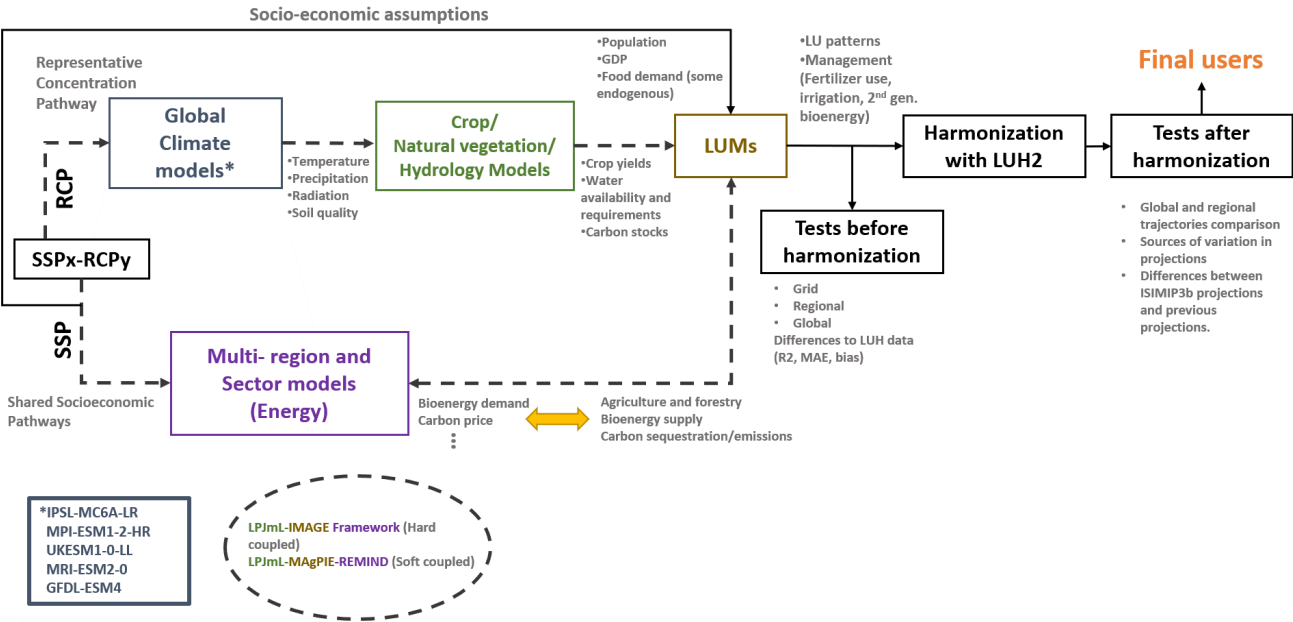 Socio-economic assumptions
Representative
Concentration
Pathway
Global
Climate
models*
RCP
•Temperature
•Precipitation
•Radiation
•Soil quality
Crop/
Natural vegetation/
Hydrology Models
•Crop yields
•Water
availability and
requirements
•Carbon stocks
•Population
•GDP
•Food demand (some
endogenous)
LUMs
•LU patterns
•Management
(Fertilizer use,
irrigation, 2nd gen.
bioenergy)
Harmonization
with LUH2
Final users
Tests after
harmonization
• Global and regional
trajectories comparison
• Sources of variation in
projections
• Differences between
ISIMIP3b projections
and previous
projections.
Tests before
harmonization
• Grid
• Regional
• Global
Differences to LUH data
(R2, MAE, bias)
SSPx-RCPy
SSP
Shared Socioeconomic
Pathways
Multi- region and
Sector models
(Energy)
Bioenergy demand
Carbon price
Agriculture and forestry
Bioenergy supply
Carbon sequestration/emissions
*IPSL-MC6A-LR
MPI-ESM1-2-HR
UKESM1-0-LL
MRI-ESM2-0
GFDL-ESM4
LPJmL-IMAGE Framework (Hard
coupled)
LPJmL-MAgPIE-REMIND (Soft coupled)